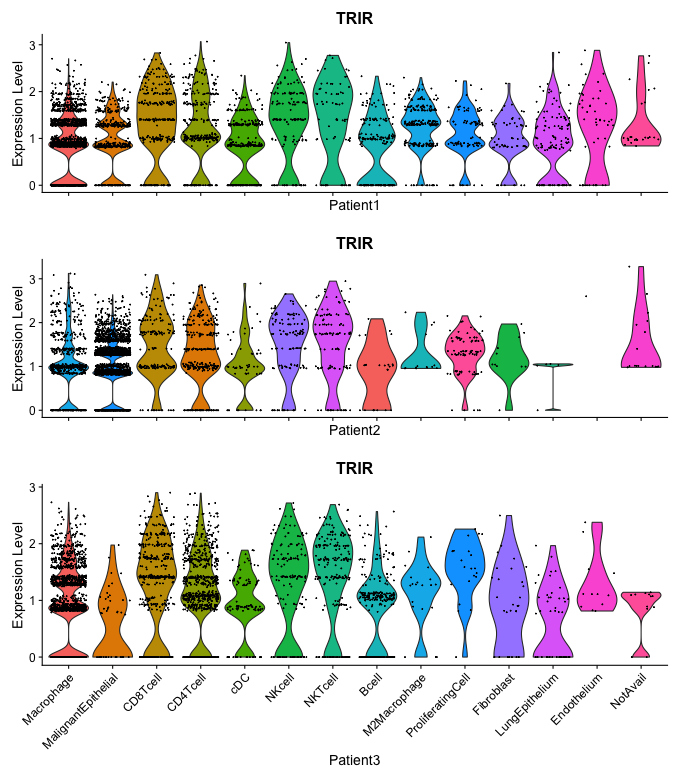 TRIR
Expression Level
3
2
1
0
Patient1
TRIR
Expression Level
3
2
1
0
Patient2
TRIR
Expression Level
3
2
1
0
Macrophage
MalignantEpithelial
CD8Tcell
CD4Tcell
cDC
NKcell
NKTcell
Bcell
M2Macrophage
ProliferatingCell
Fibroblast
LungEpithelium
Endothelium
NotAvail
Patient3